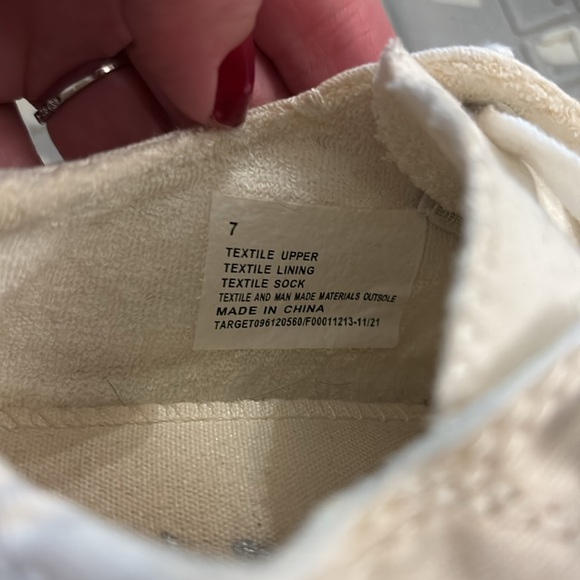 7
TEXTILE UPPER
TEXTILE LINING
TEXTILE SOCK
TEXTILE AND MAN MADE MATERIALS OUTSOLE
MADE IN CHINA
TARGET096120560/F00011213-11/21